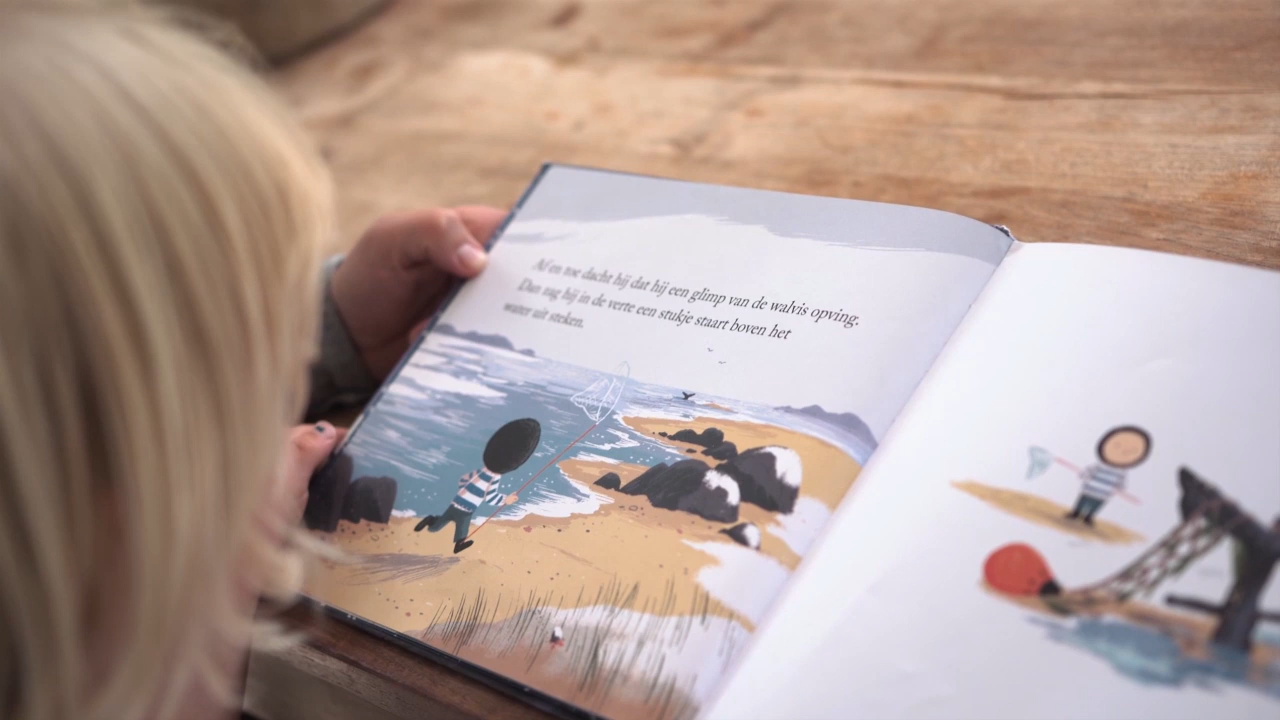 Af en toe dacht hij dat hij een glimp van de walvis opving.
Dan zag hij in de verte een stukje staart boven het
water uit steken.